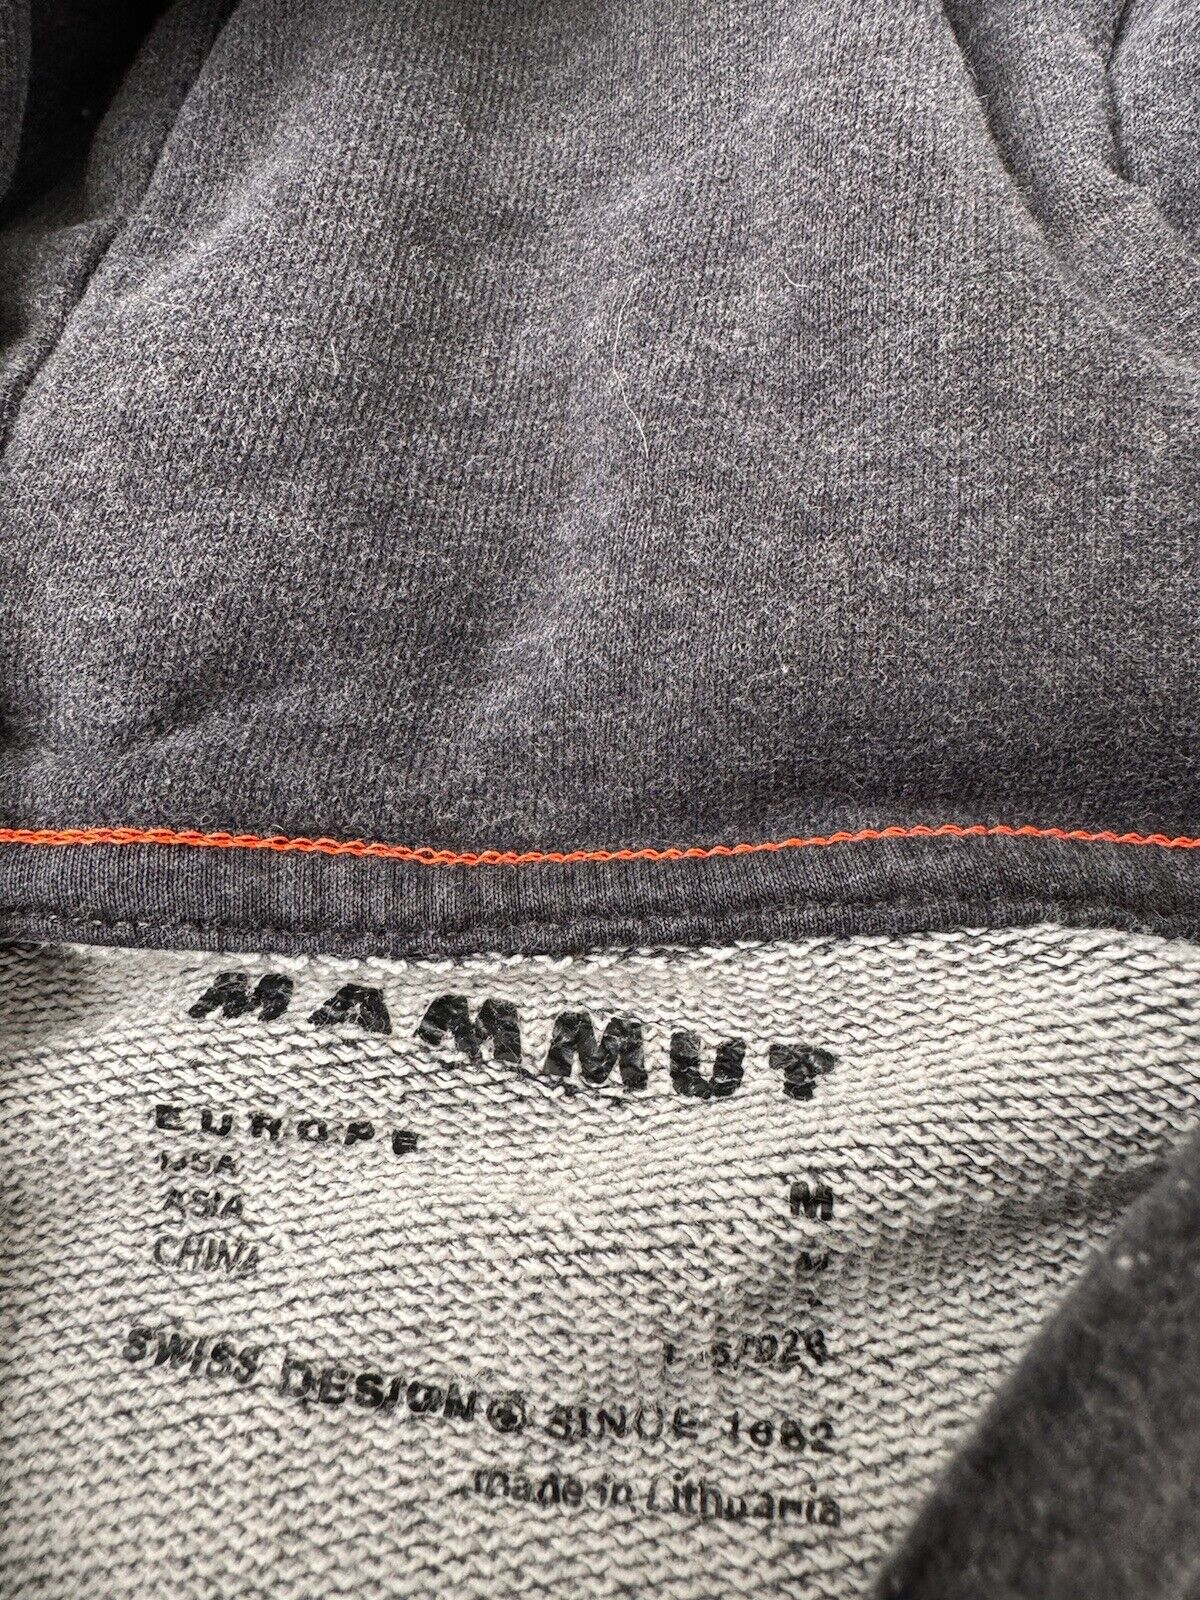 MAMMUT
EUROPE M
USA M
ASIA
CHINA
SWISS DESIGN SINCE 1862
made in Lithuania